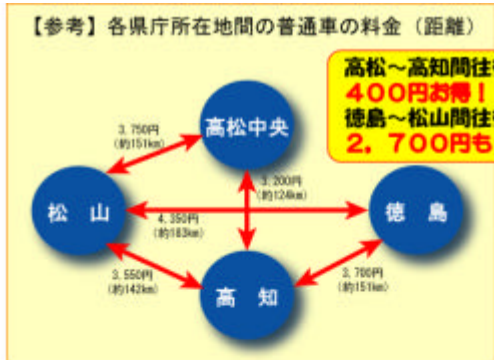 【参考】各県庁所在地間の普通車の料金（距離）
高松～高知間往
400円お得！
徳島～松山間往
2，700円も
高松中央
3,750円
（約151km）
3,200円
（約124km）
松 山
徳 島
4,350円
（約183km）
3,550円
（約142km）
高 知
3,700円
（約151km）